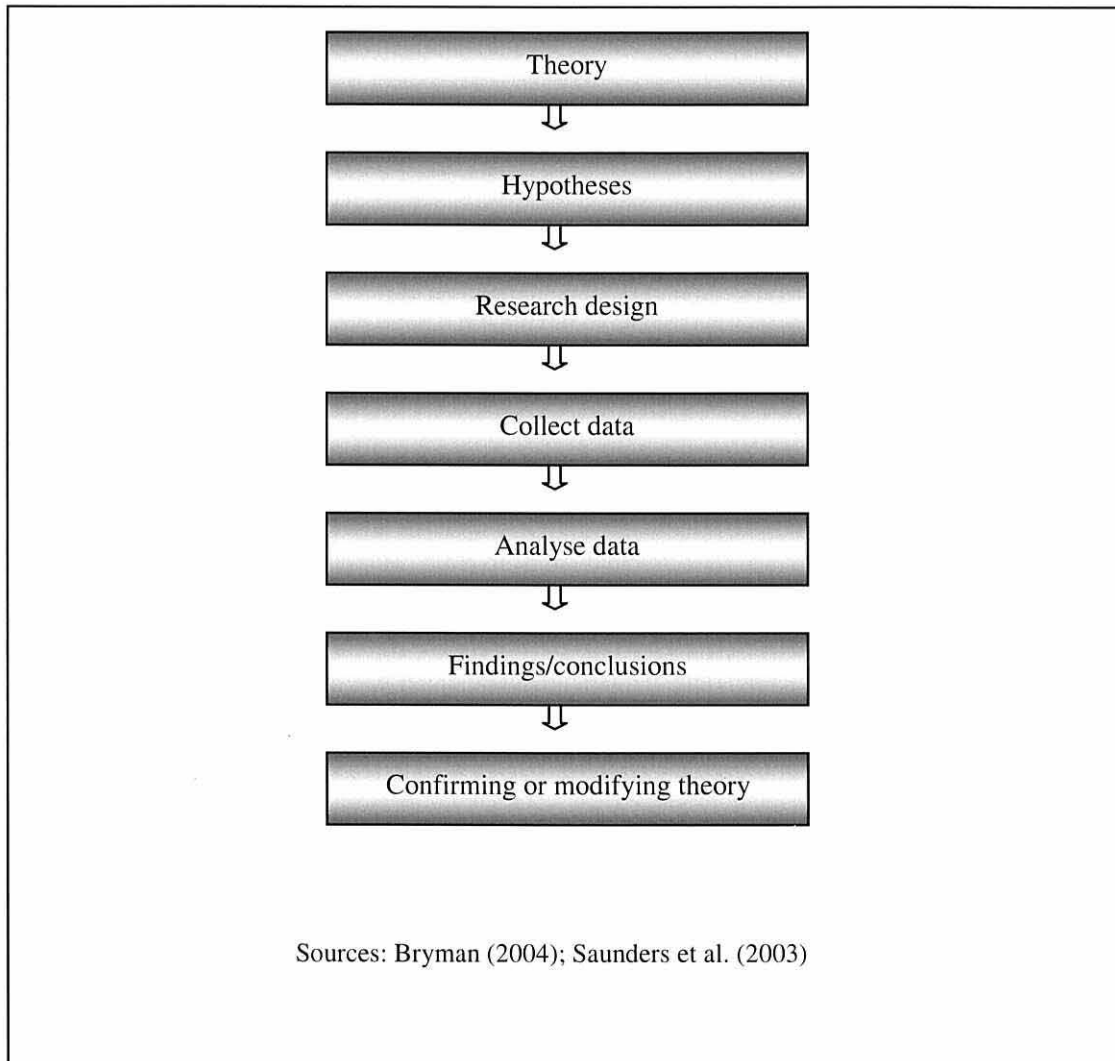 Theory
Hypotheses
Research design
Collect data
Analyse data
Findings/conclusions
Confirming or modifying theory
Sources: Bryman (2004); Saunders et al. (2003)